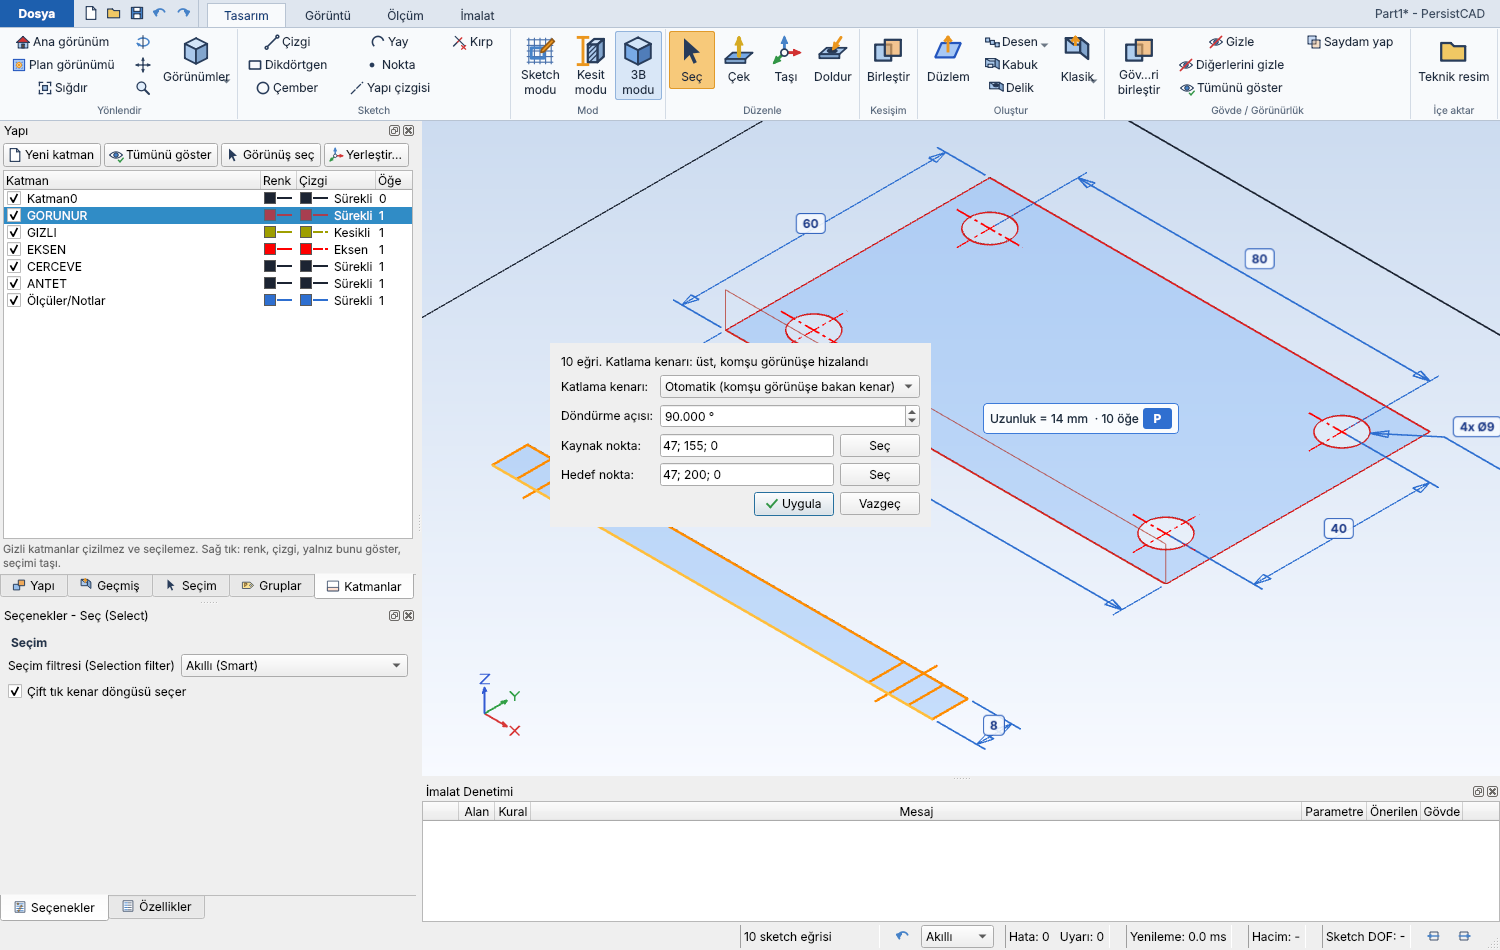 Dosya
Tasarım
Görüntü
Ölçüm
İmalat
Part1* - PersistCAD
Ana görünüm
Plan görünümü
Sığdır
Görünümler
Yönlendir
Çizgi
Dikdörtgen
Çember
Yay
Nokta
Yapı çizgisi
Kırp
Sketch
Sketch modu
Kesit modu
3B modu
Mod
Seç
Çek
Taşı
Doldur
Düzenle
Birleştir
Kesişim
Düzlem
Desen
Kabuk
Delik
Klasik
Oluştur
Göv...ri birleştir
Gizle
Diğerlerini gizle
Tümünü göster
Saydam yap
Gövde / Görünürlük
Teknik resim
İçe aktar
Yapı
Yeni katman
Tümünü göster
Görünüş seç
Yerleştir...
Katman Renk Çizgi Öğe
Katman0 Sürekli 0
GORUNUR Sürekli 1
GIZLI Kesikli 1
EKSEN Eksen 1
CERCEVE Sürekli 1
ANTET Sürekli 1
Ölçüler/Notlar Sürekli 1
Gizli katmanlar çizilmez ve seçilemez. Sağ tık: renk, çizgi, yalnız bunu göster,
seçimi taşı.
Yapı
Geçmiş
Seçim
Gruplar
Katmanlar
Seçenekler - Seç (Select)
Seçim
Seçim filtresi (Selection filter) Akıllı (Smart)
Çift tık kenar döngüsü seçer
Seçenekler
Özellikler
60
80
10 eğri. Katlama kenarı: üst, komşu görünüşe hizalandı
Katlama kenarı: Otomatik (komşu görünüşe bakan kenar)
Döndürme açısı: 90.000 °
Kaynak nokta: 47; 155; 0 Seç
Hedef nokta: 47; 200; 0 Seç
Uygula
Vazgeç
Uzunluk = 14 mm · 10 öğe P
4x Ø9
40
8
Z
Y
X
İmalat Denetimi
Alan Kural Mesaj Parametre Önerilen Gövde
10 sketch eğrisi
Akıllı
Hata: 0 Uyarı: 0
Yenileme: 0.0 ms
Hacim: -
Sketch DOF: -